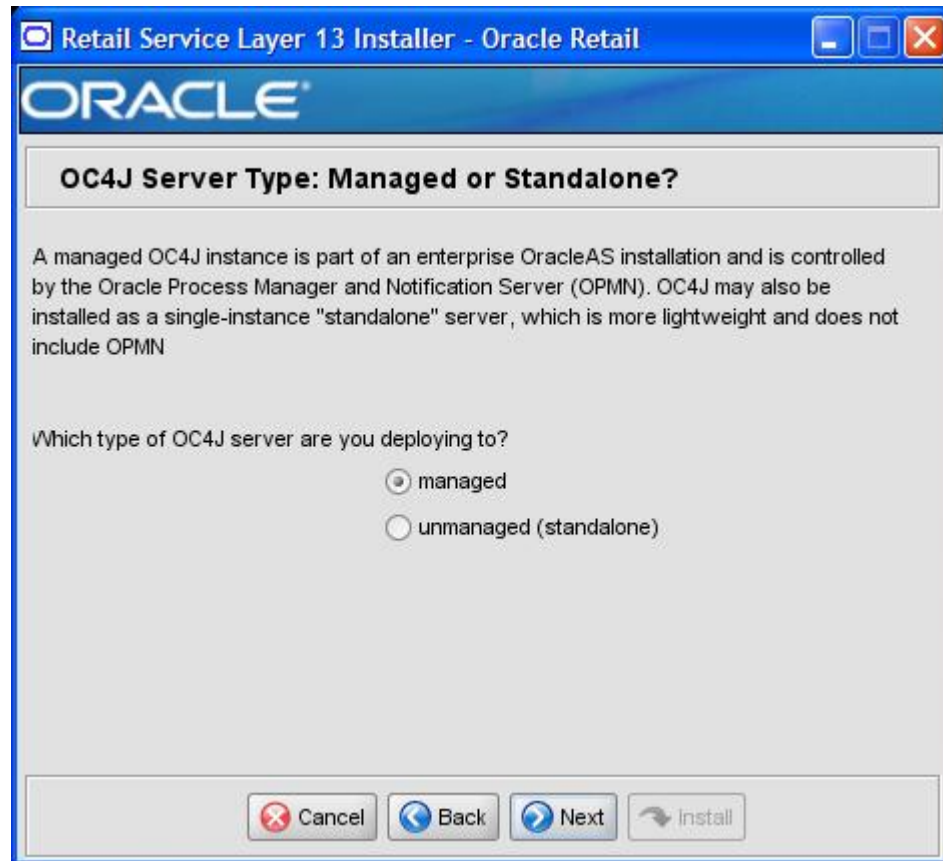 Retail Service Layer 13 Installer - Oracle Retail
ORACLE
OC4J Server Type: Managed or Standalone?
A managed OC4J instance is part of an enterprise OracleAS installation and is controlled
by the Oracle Process Manager and Notification Server (OPMN). OC4J may also be
installed as a single-instance "standalone" server, which is more lightweight and does not
include OPMN
Which type of OC4J server are you deploying to?
managed
unmanaged (standalone)
Cancel Back Next Install